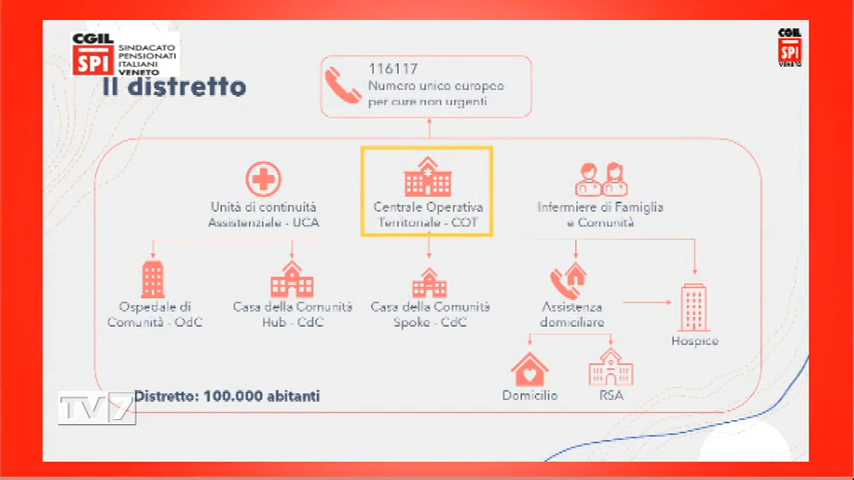 CGIL
SPI
SINDACATO
PENSIONATI
ITALIANI
VENETO
Il distretto
116117
Numero unico europeo
per cure non urgenti
CGIL
SPI
VENETO
Unità di continuità
Assistenziale - UCA
Centrale Operativa
Territoriale - COT
Infermiere di Famiglia
e Comunità
Ospedale di
Comunità - OdC
Casa della Comunità
Hub - CdC
Casa della Comunità
Spoke - CdC
Assistenza
domiciliare
Hospice
Domicilio
RSA
Distretto: 100.000 abitanti
TV7